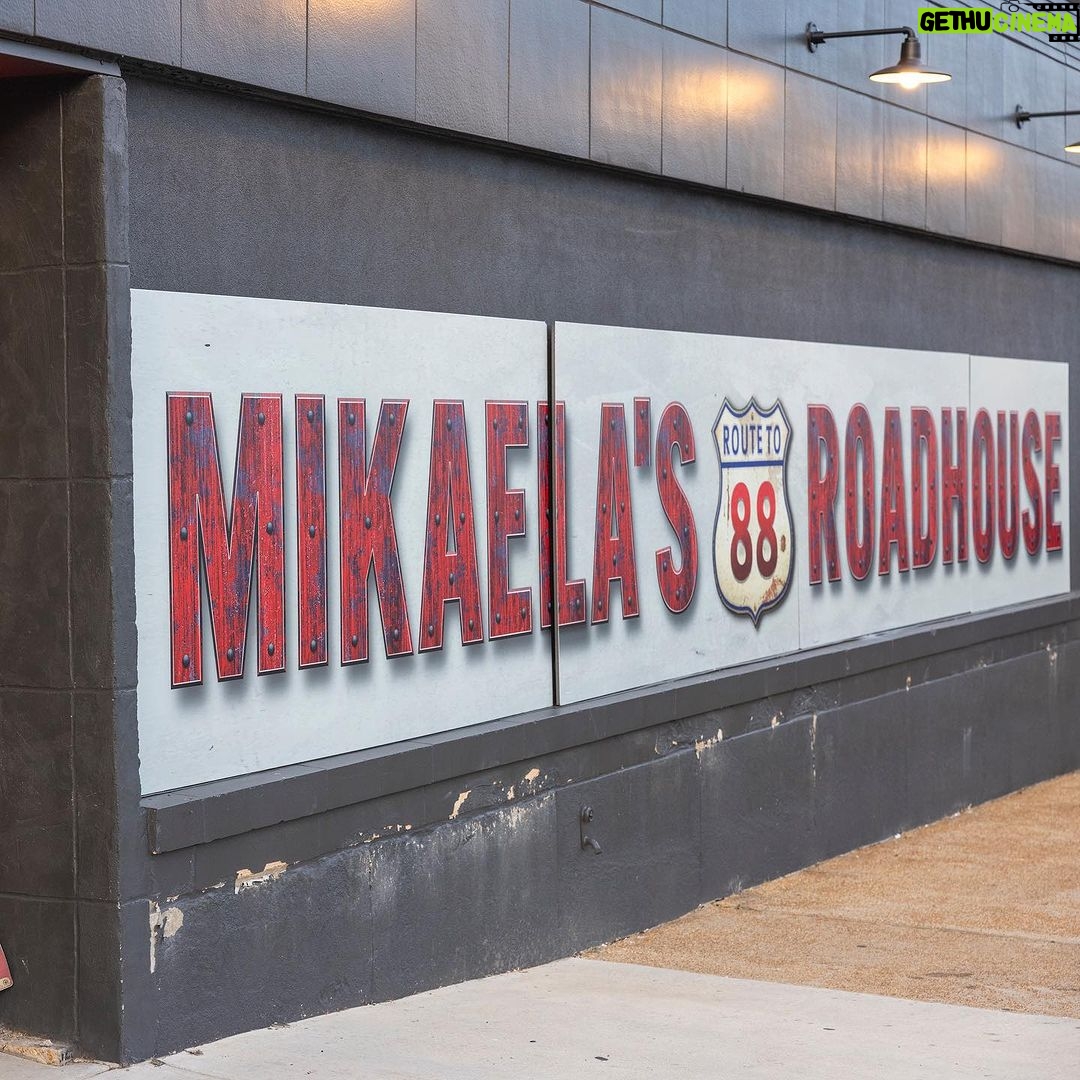 GETHUCINEMA
MIKAELA'S ROADHOUSE
ROUTE TO
88